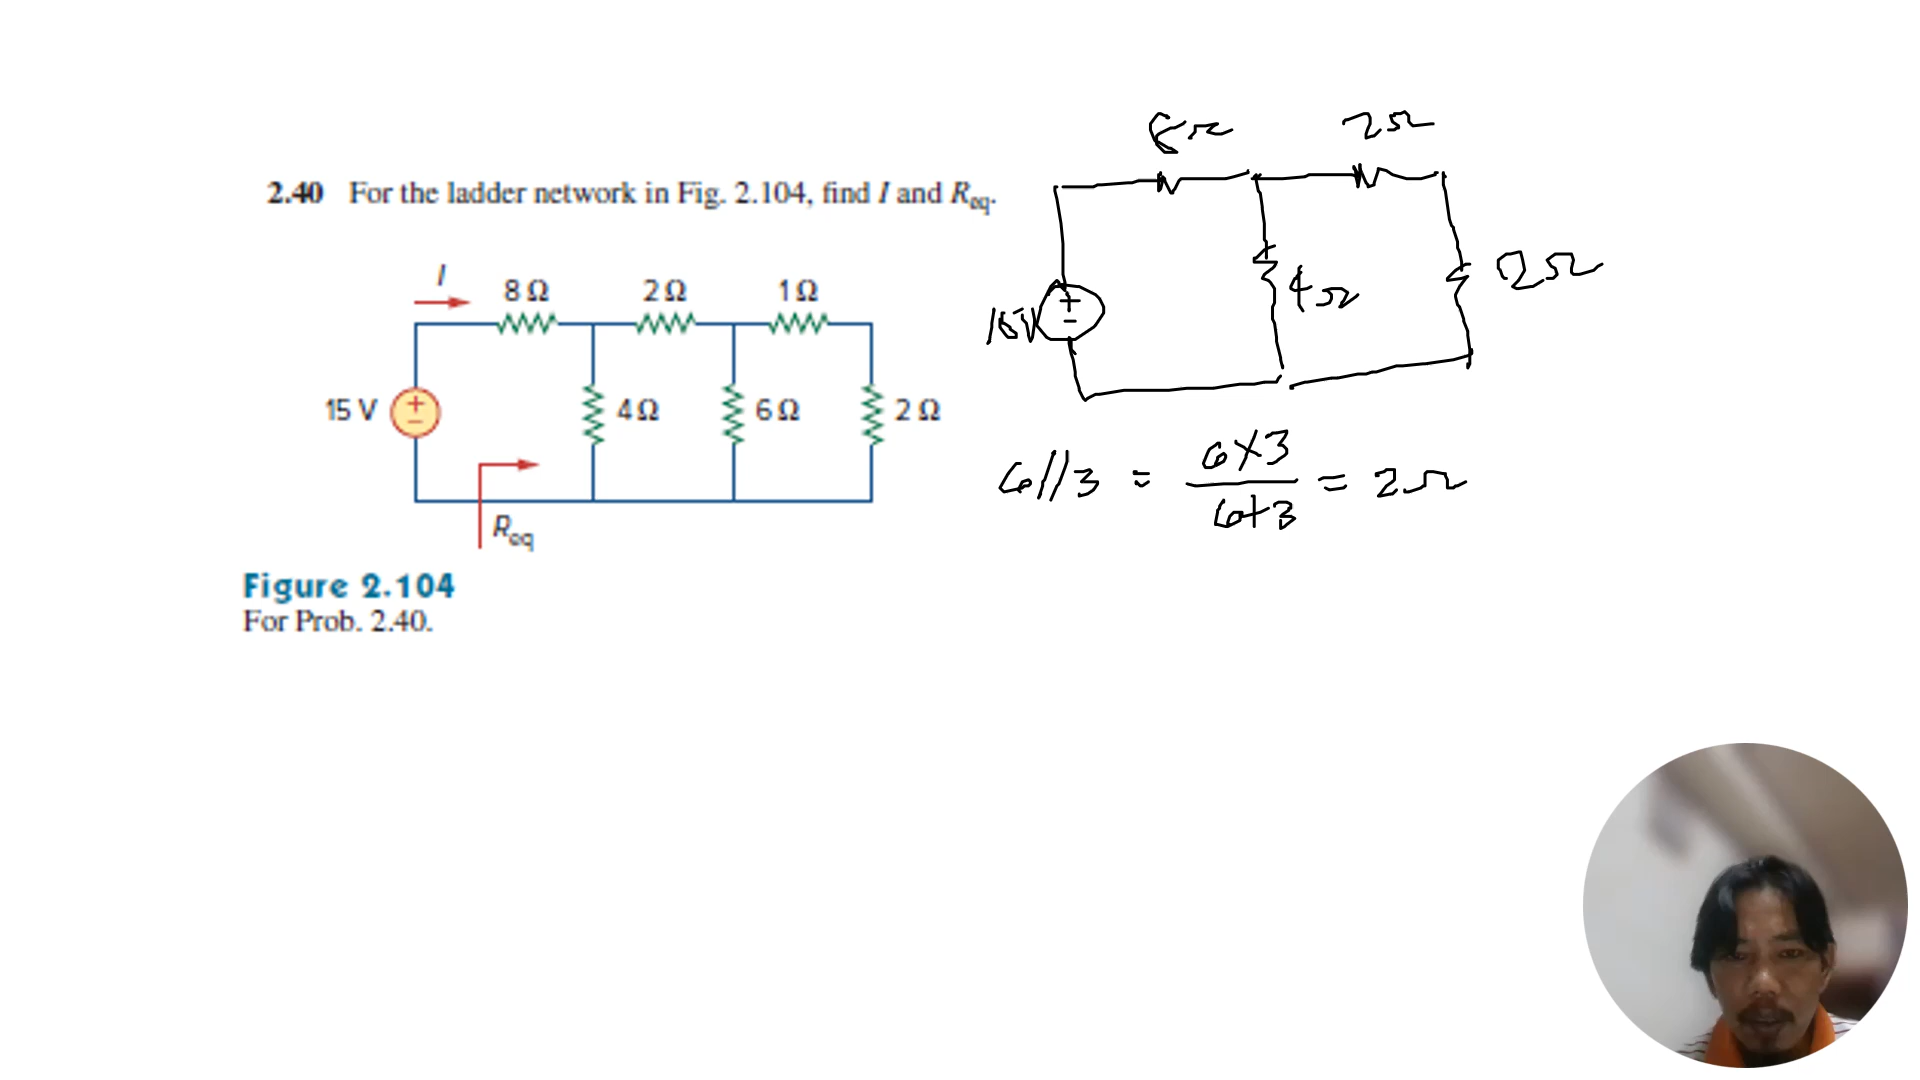 2.40 For the ladder network in Fig. 2.104, find I and Req.
I
8 Ω
2 Ω
1 Ω
15 V
4 Ω
6 Ω
2 Ω
Req
Figure 2.104
For Prob. 2.40.
8Ω
2Ω
15V
4Ω
2Ω
6//3 = 6×3 / 6+3 = 2Ω